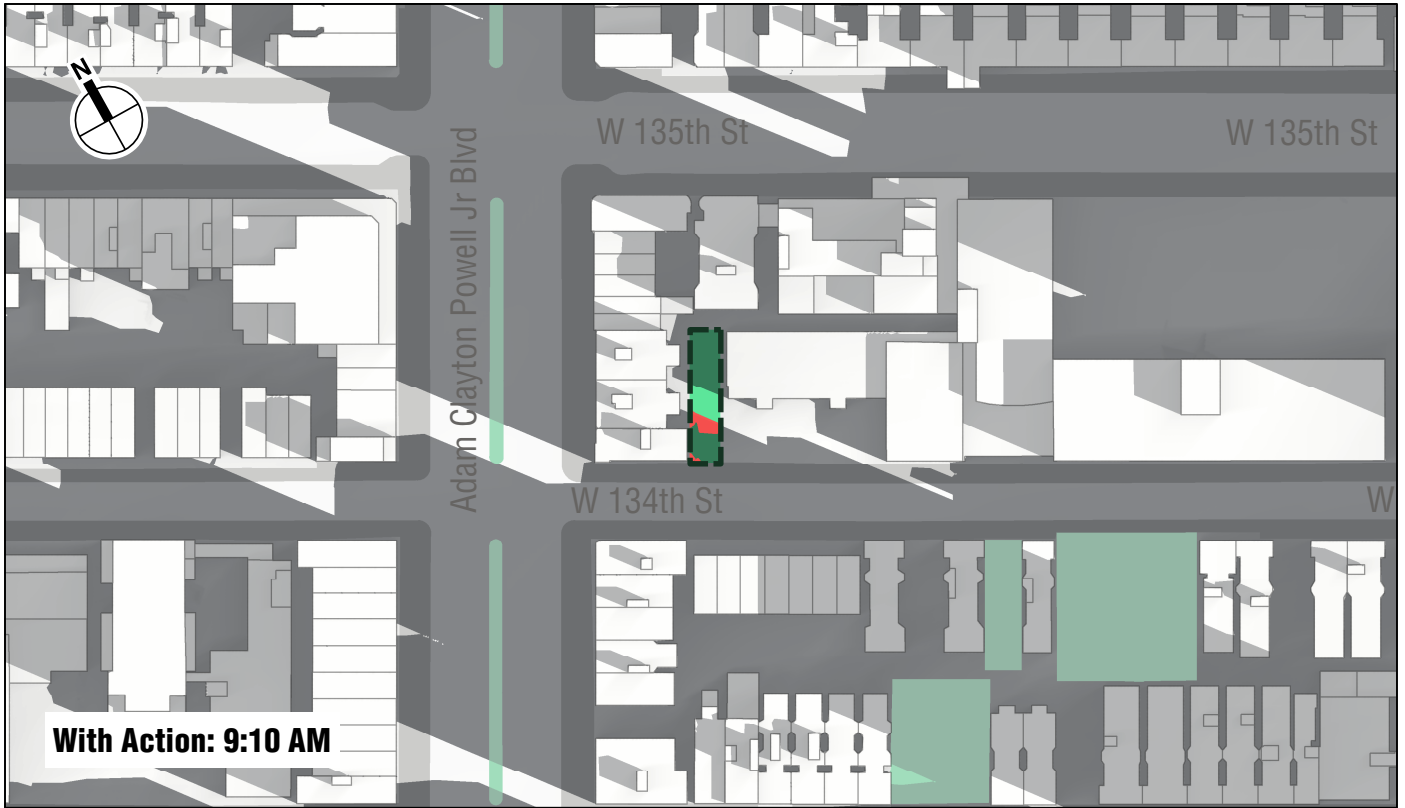 N
W 135th St
W 135th St
Adam Clayton Powell Jr Blvd
W 134th St
W
With Action: 9:10 AM